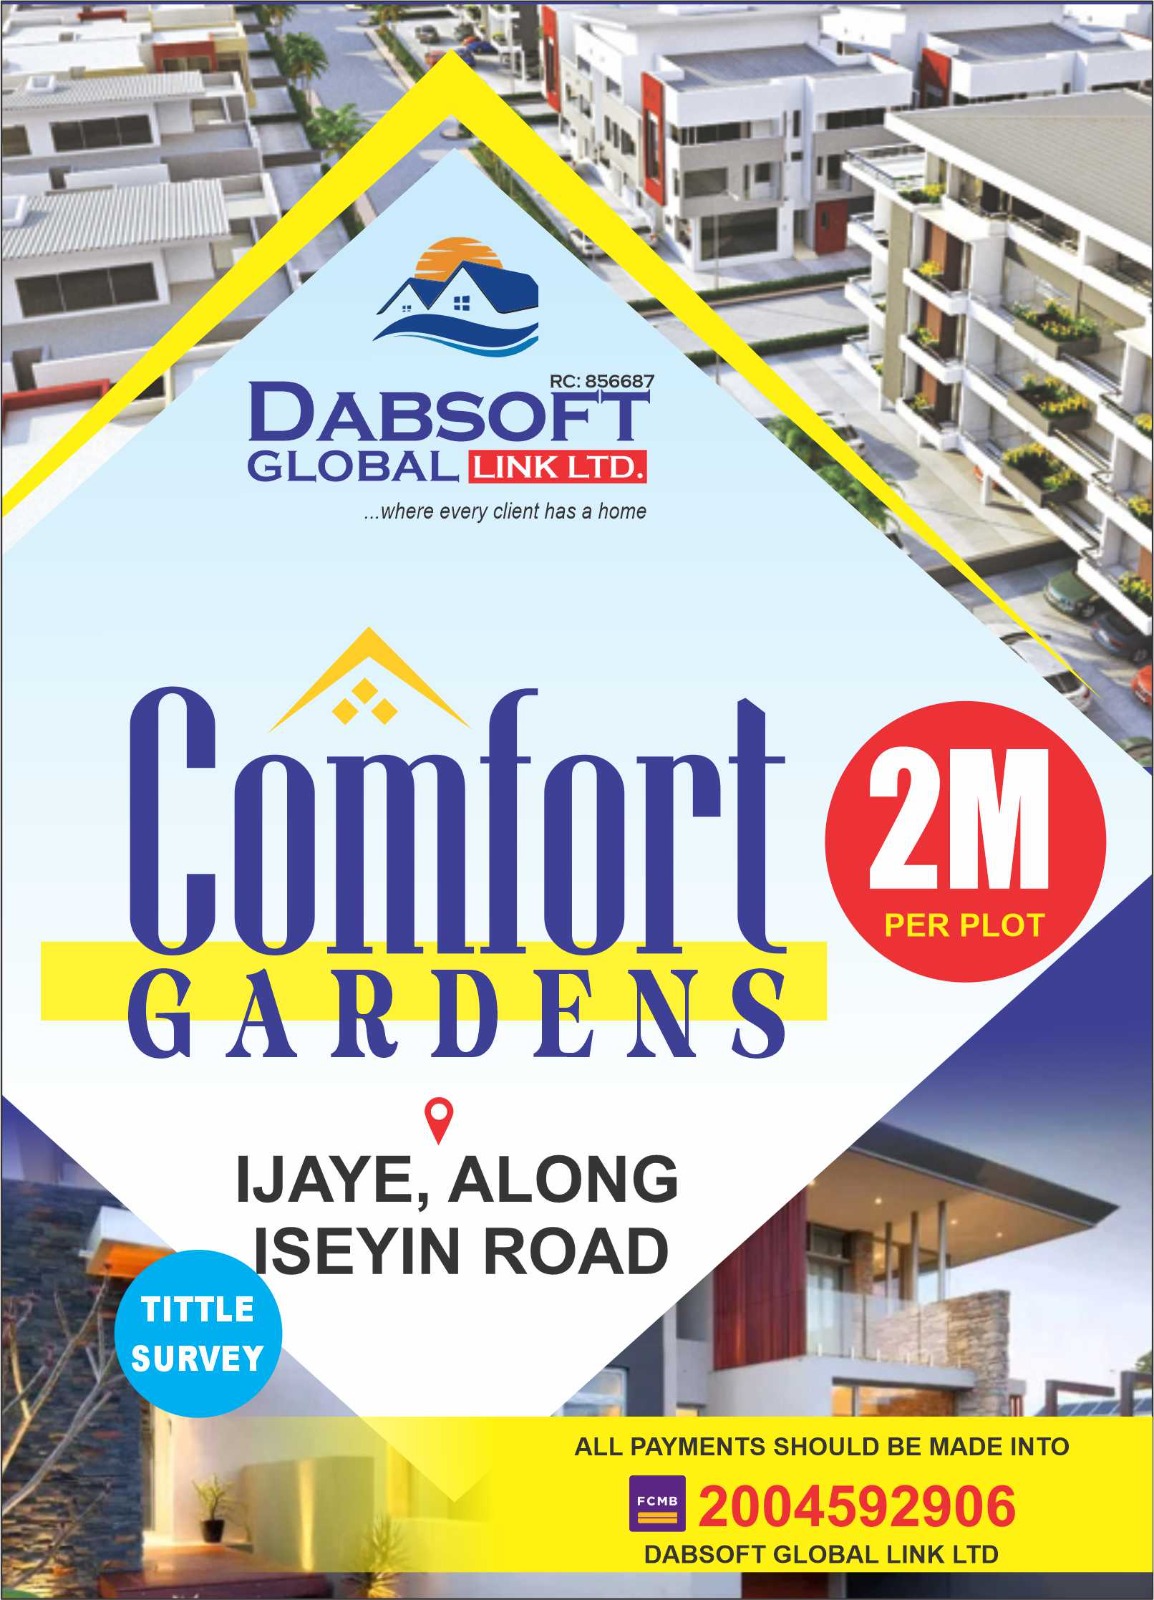 RC: 856687
DABSOFT
GLOBAL LINK LTD.
...where every client has a home
Comfort
GARDENS
2M
PER PLOT
IJAYE, ALONG
ISEYIN ROAD
TITTLE
SURVEY
ALL PAYMENTS SHOULD BE MADE INTO
FCMB 2004592906
DABSOFT GLOBAL LINK LTD